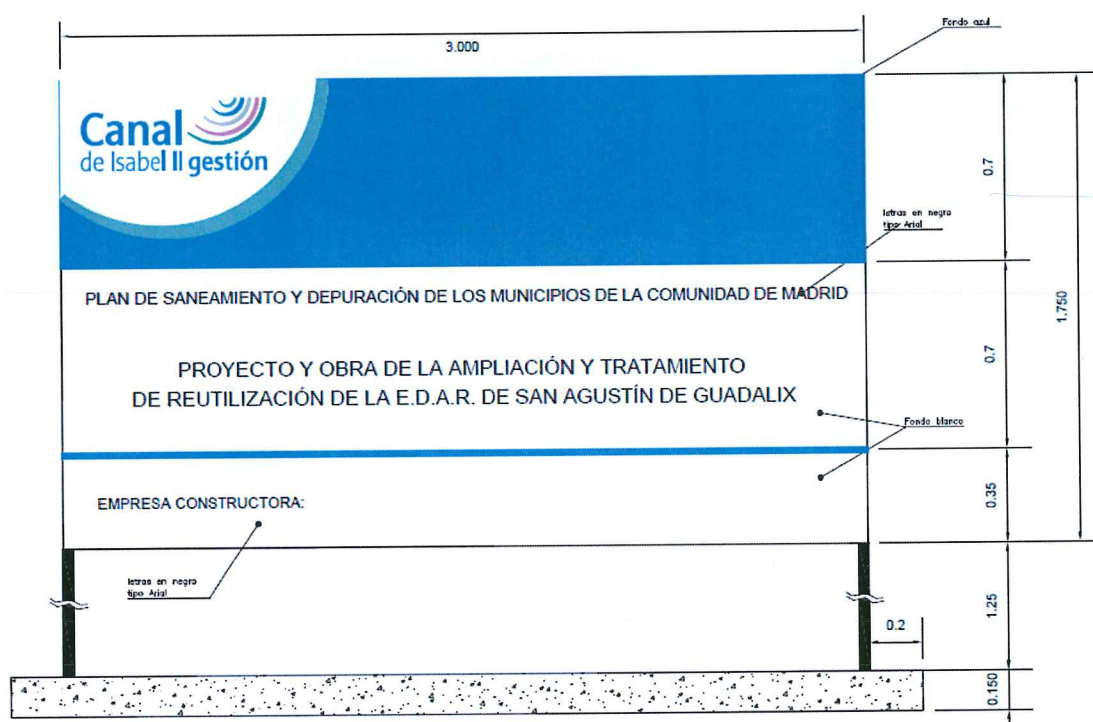 Fondo azul
3.000
Canal
de Isabel II gestión
0.7
letras en negro
tipo Arial
PLAN DE SANEAMIENTO Y DEPURACIÓN DE LOS MUNICIPIOS DE LA COMUNIDAD DE MADRID
1.750
0.7
PROYECTO Y OBRA DE LA AMPLIACIÓN Y TRATAMIENTO
DE REUTILIZACIÓN DE LA E.D.A.R. DE SAN AGUSTÍN DE GUADALIX
Fondo blanco
0.35
EMPRESA CONSTRUCTORA:
letras en negro
tipo Arial
1.25
0.2
0.150